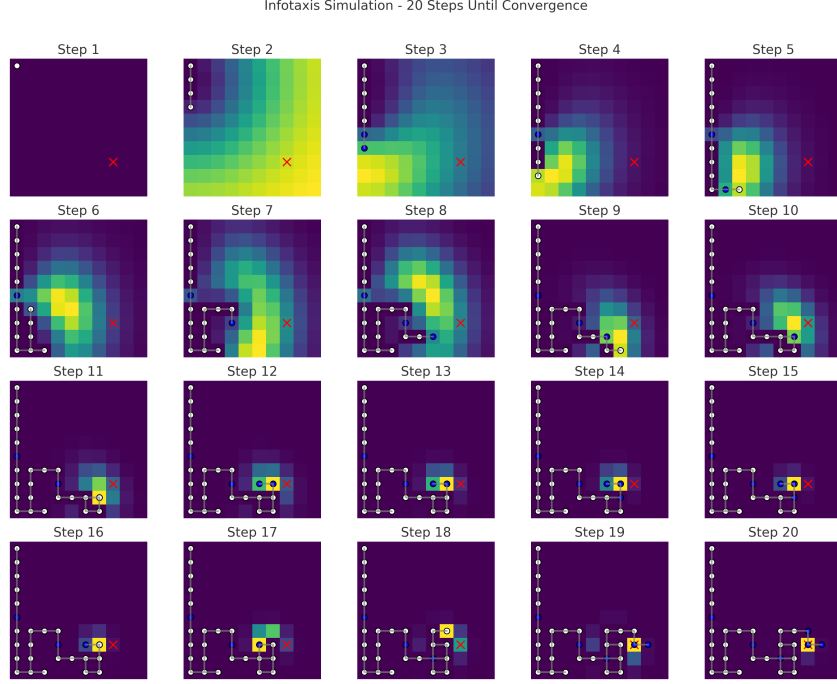 Infotaxis Simulation - 20 Steps Until Convergence
Step 1
Step 2
Step 3
Step 4
Step 5
Step 6
Step 7
Step 8
Step 9
Step 10
Step 11
Step 12
Step 13
Step 14
Step 15
Step 16
Step 17
Step 18
Step 19
Step 20